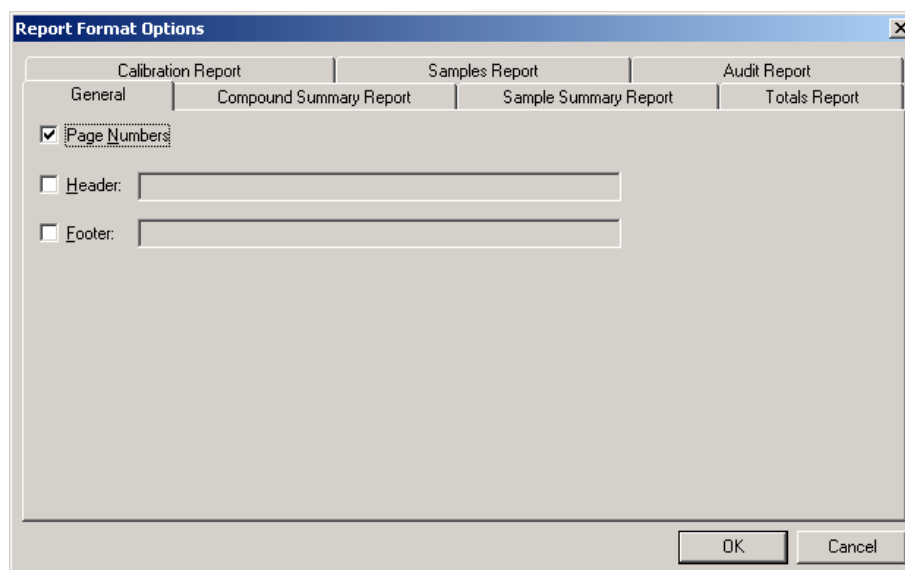 Report Format Options
Calibration Report Samples Report Audit Report
General Compound Summary Report Sample Summary Report Totals Report
Page Numbers
Header:
Footer:
OK Cancel